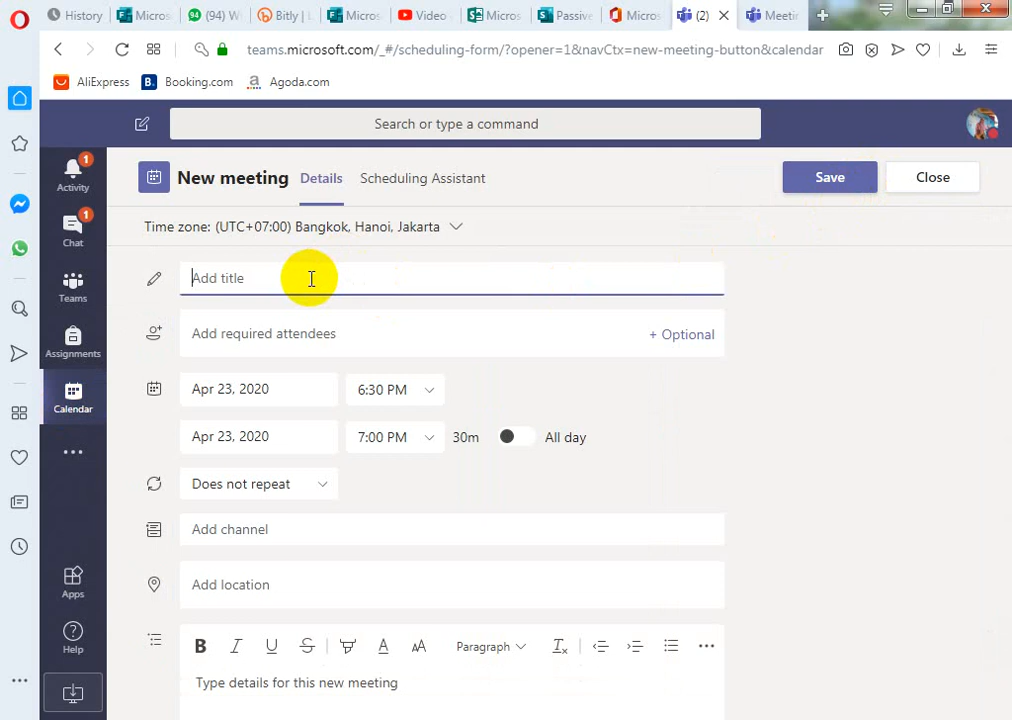 History
Micros
(94) W
Bitly | L
Micros
Video
Micros
Passive
Micros
(2)
Meetin
teams.microsoft.com/_#/scheduling-form/?opener=1&navCtx=new-meeting-button&calendar
AliExpress
B. Booking.com
a Agoda.com
Search or type a command
1
Activity
New meeting
Details
Scheduling Assistant
Save
Close
1
Chat
Time zone: (UTC+07:00) Bangkok, Hanoi, Jakarta
Add title
Teams
Add required attendees
+ Optional
Assignments
Apr 23, 2020
6:30 PM
Calendar
Apr 23, 2020
7:00 PM
30m
All day
Does not repeat
Add channel
Add location
Apps
Help
B I U S A AA Paragraph
Type details for this new meeting